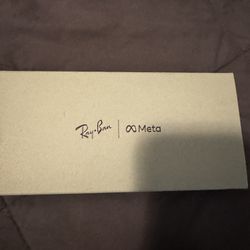 Ray-Ban | ∞ Meta